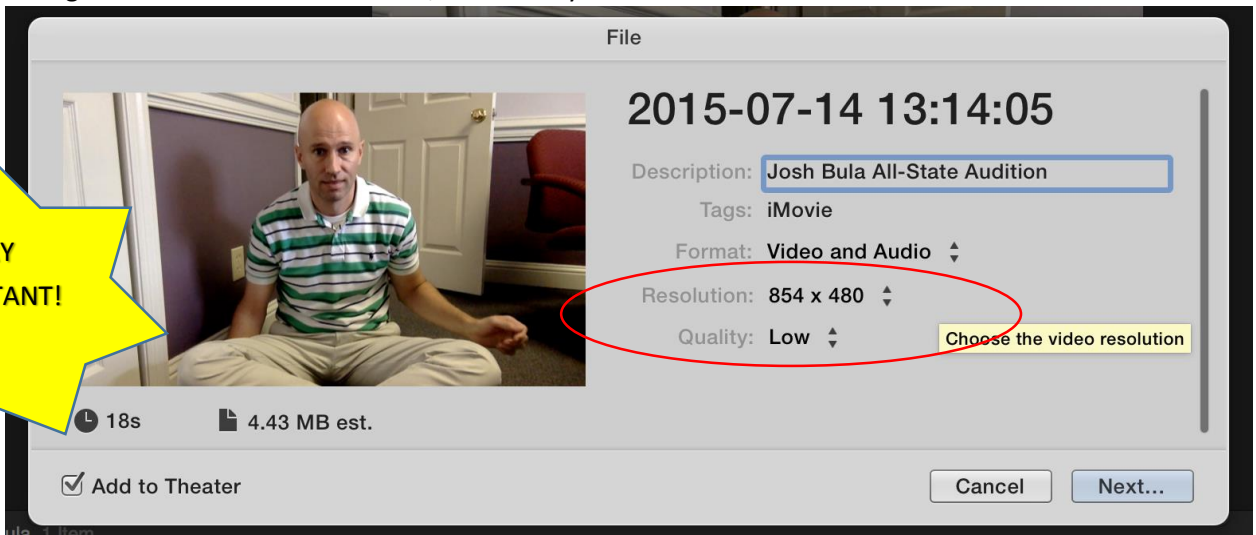 File
2015-07-14 13:14:05
Description: Josh Bula All-State Audition
Tags: iMovie
Format: Video and Audio
Resolution: 854 x 480
Quality: Low
Choose the video resolution
Y
TANT!
18s 4.43 MB est.
Add to Theater
Cancel Next...
ula 1 Item